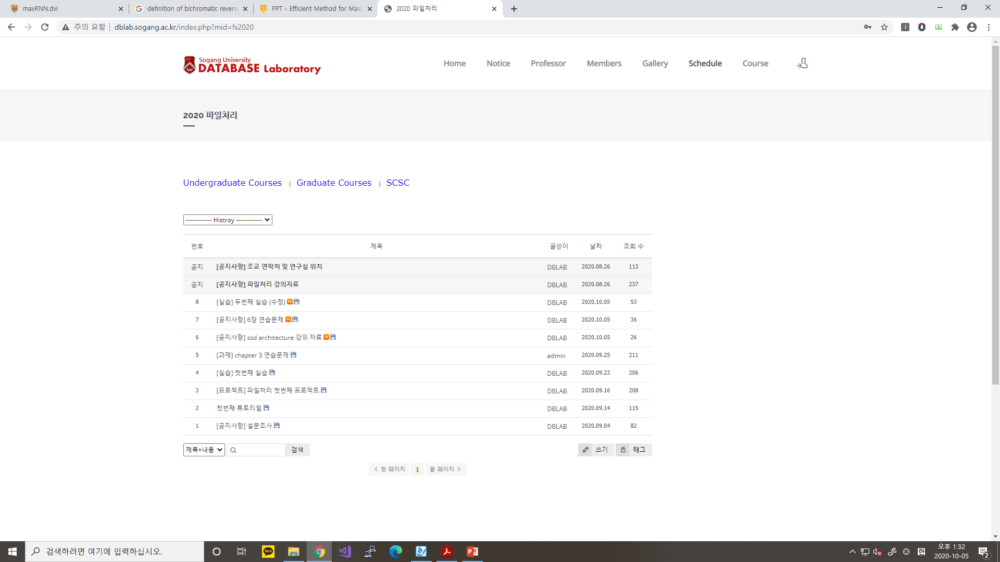 maxRNN.dvi
definition of bichromatic reverse
PPT - Efficient Method for Maxi
2020 파일처리
주의 요함 dblab.sogang.ac.kr/index.php?mid=fs2020
Sogang University
DATABASE Laboratory
Home Notice Professor Members Gallery Schedule Course
2020 파일처리
Undergraduate Courses | Graduate Courses | SCSC
------------- Histroy -------------
번호 제목 글쓴이 날짜 조회 수
공지 [공지사항] 조교 연락처 및 연구실 위치 DBLAB 2020.08.26 113
공지 [공지사항] 파일처리 강의자료 DBLAB 2020.08.26 237
8 [실습] 두번째 실습 (수정) N DBLAB 2020.10.05 53
7 [공지사항] 6장 연습문제 N DBLAB 2020.10.05 36
6 [공지사항] ssd architecture 강의 자료 N DBLAB 2020.10.05 26
5 [과제] chapter 3 연습문제 admin 2020.09.25 211
4 [실습] 첫번째 실습 DBLAB 2020.09.23 206
3 [프로젝트] 파일처리 첫번째 프로젝트 DBLAB 2020.09.16 208
2 첫번째 튜토리얼 DBLAB 2020.09.14 115
1 [공지사항] 설문조사 DBLAB 2020.09.04 82
제목+내용 검색 쓰기 태그
첫 페이지 1 끝 페이지
검색하려면 여기에 입력하십시오.
TALK
한
오후 1:32
2020-10-05
2